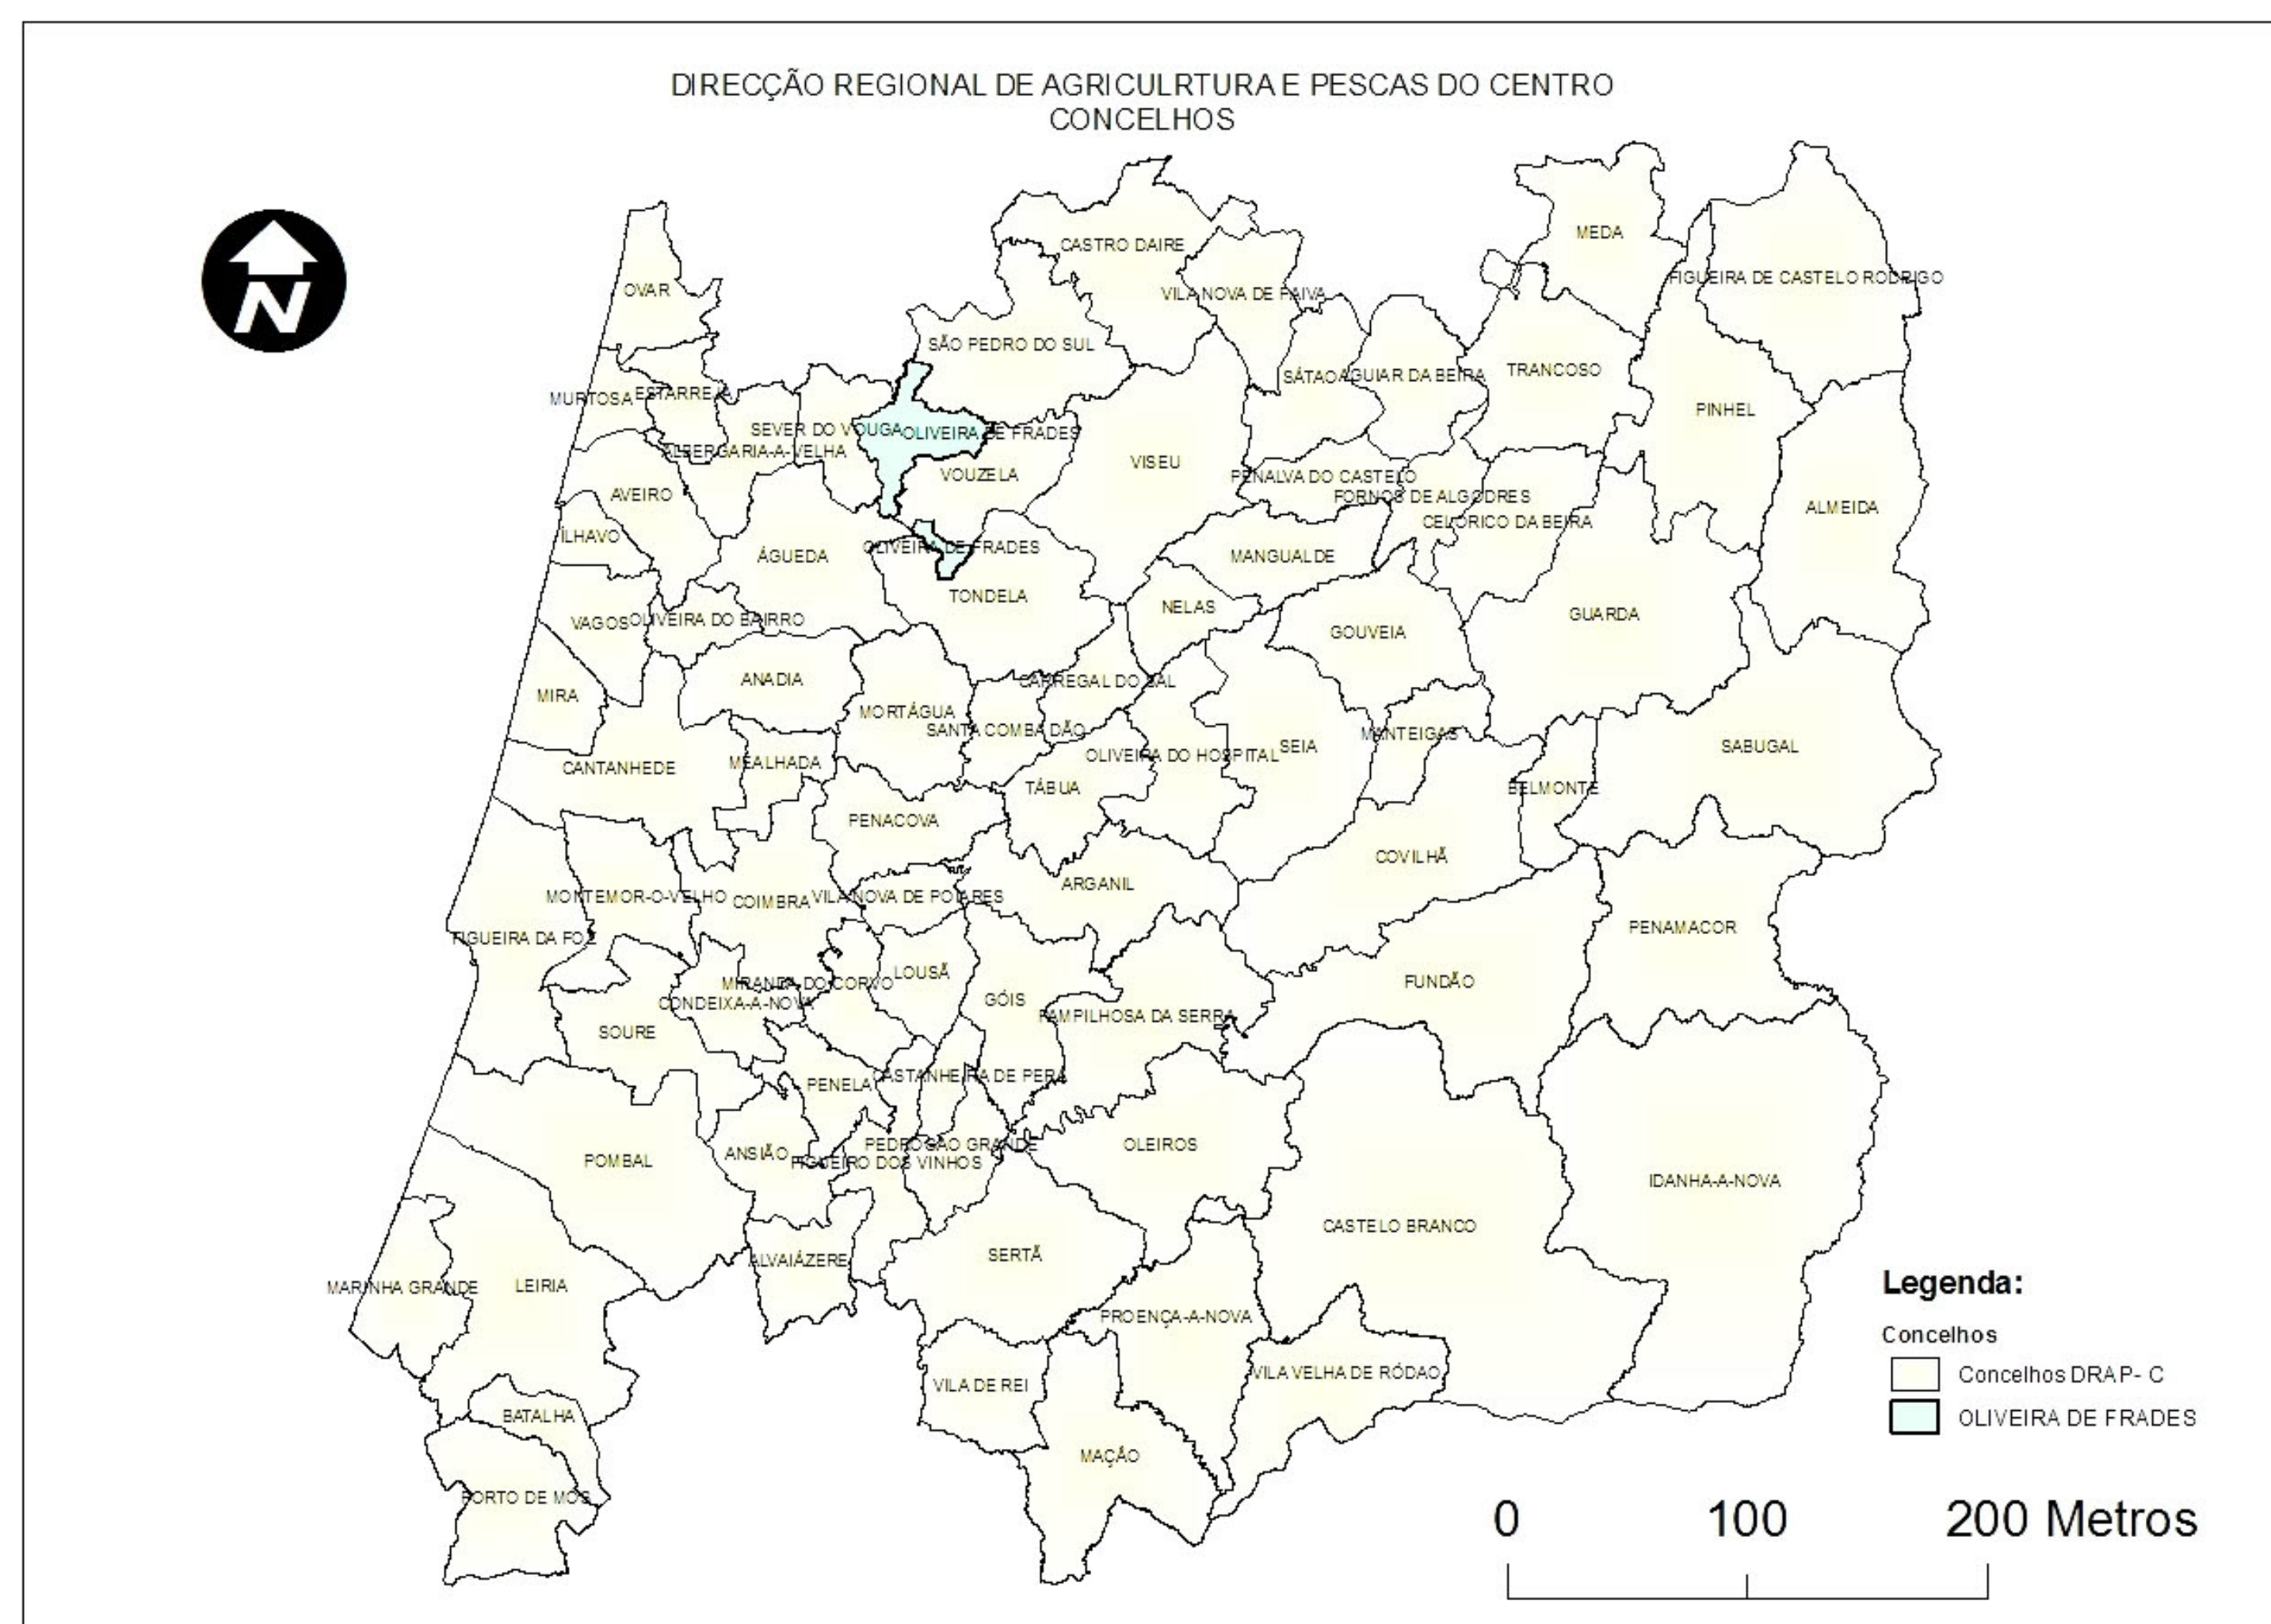 DIRECÇÃO REGIONAL DE AGRICULRTURA E PESCAS DO CENTRO
CONCELHOS
N
MEDA
CASTRO DAIRE
FIGUEIRA DE CASTELO RODRIGO
OVAR
VILA NOVA DE PAIVA
SÃO PEDRO DO SUL
TRANCOSO
SÁTAO
AGUIAR DA BEIRA
MURTOSA
ESTARREJA
PINHEL
SEVER DO VOUGA
OLIVEIRA DE FRADES
ALBERGARIA-A-VELHA
VISEU
VOUZELA
PENALVA DO CASTELO
AVEIRO
FORNOS DE ALGODRES
ALMEIDA
CELORICO DA BEIRA
ÍLHAVO
OLIVEIRA DE FRADES
ÁGUEDA
MANGUALDE
TONDELA
NELAS
GUARDA
VAGOS
OLIVEIRA DO BAIRRO
GOUVEIA
ANADIA
CARREGAL DO SAL
MIRA
MORTÁGUA
SANTA COMBA DÃO
MANTEIGAS
SEIA
SABUGAL
OLIVEIRA DO HOSPITAL
MEALHADA
CANTANHEDE
TÁBUA
BELMONTE
PENACOVA
COVILHÃ
ARGANIL
MONTEMOR-O-VELHO
COIMBRA
VILA NOVA DE POIARES
PENAMACOR
FIGUEIRA DA FOZ
LOUSÃ
MIRANDA DO CORVO
FUNDÃO
GÓIS
CONDEIXA-A-NOVA
PAMPILHOSA DA SERRA
SOURE
CASTANHEIRA DE PERA
PENELA
PEDROGAO GRANDE
OLEIROS
ANSIÃO
POMBAL
FIGUEIRO DOS VINHOS
IDANHA-A-NOVA
CASTELO BRANCO
SERTÃ
ALVAIÁZERE
MARINHA GRANDE
LEIRIA
PROENÇA-A-NOVA
VILA VELHA DE RÓDAO
VILA DE REI
BATALHA
MAÇÃO
PORTO DE MOS
Legenda:
Concelhos
Concelhos DRAP- C
OLIVEIRA DE FRADES
0 100 200 Metros